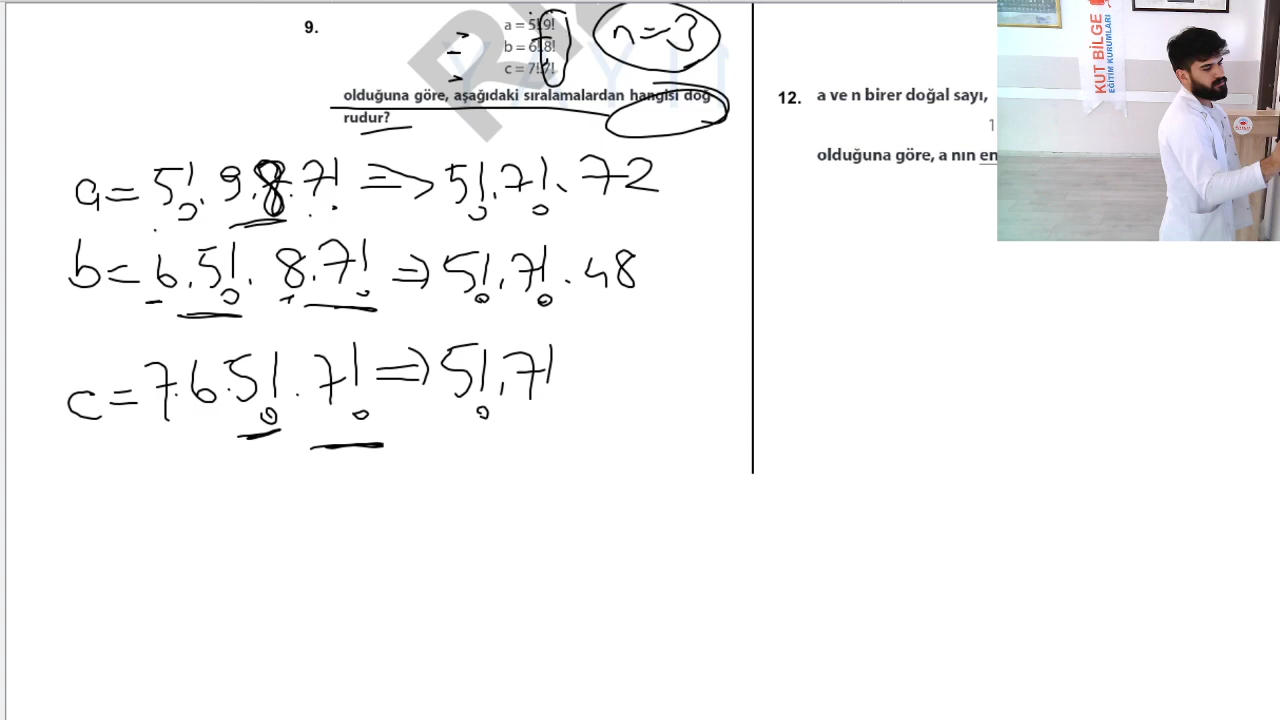 9.
a = 5!.9!
b = 6!.8!
c = 7!.7!
n=3
olduğuna göre, aşağıdaki sıralamalardan hangisi doğ
rudur?
a = 5! . 9.8.7! => 5!.7!.72
b = 6.5! . 8.7! => 5!.7!.48
c = 7.6.5! . 7! => 5!.7!
12. a ve n birer doğal sayı,
1
olduğuna göre, a nın en
KUT BİLGE
EĞİTİM KURUMLARI